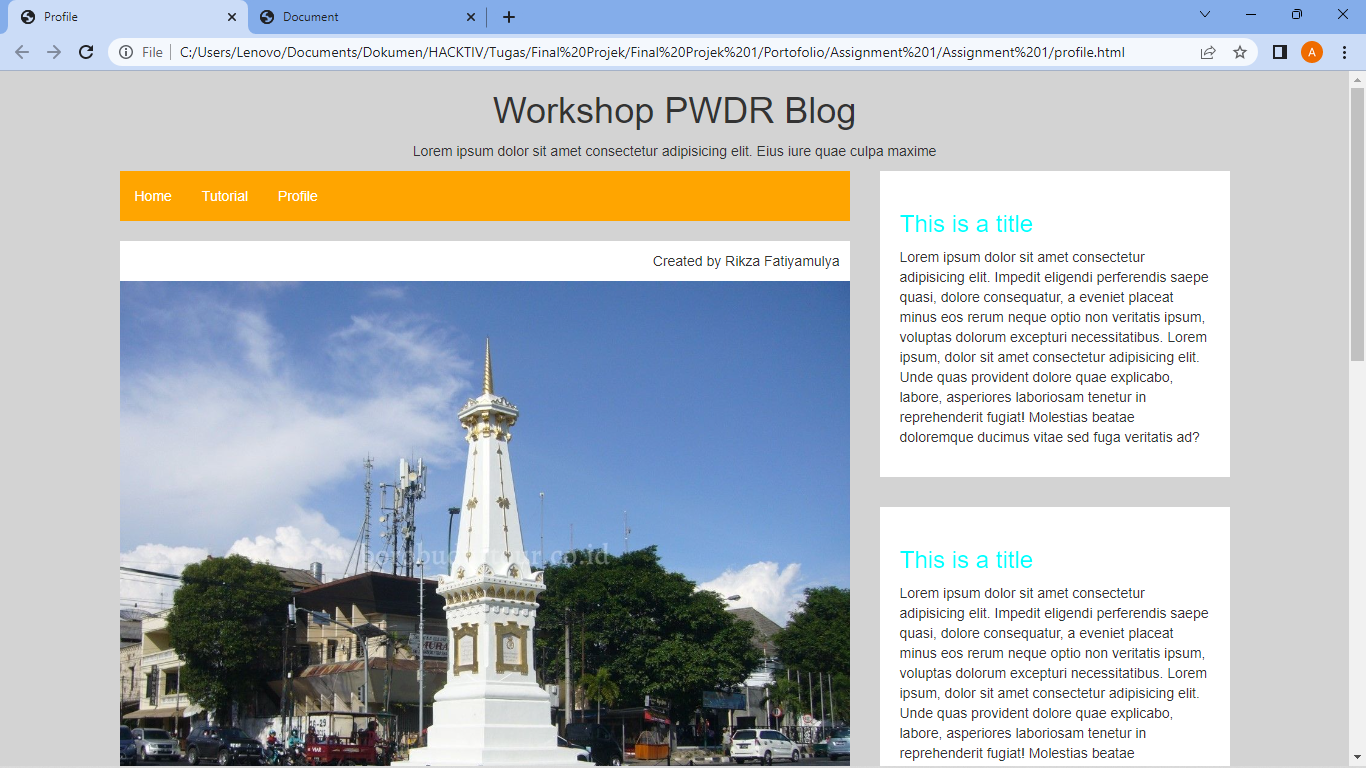 Profile
Document
File
C:/Users/Lenovo/Documents/Dokumen/HACKTIV/Tugas/Final%20Projek/Final%20Projek%201/Portofolio/Assignment%201/Assignment%201/profile.html
A
Workshop PWDR Blog
Lorem ipsum dolor sit amet consectetur adipisicing elit. Eius iure quae culpa maxime
Home
Tutorial
Profile
Created by Rikza Fatiyamulya
This is a title
Lorem ipsum dolor sit amet consectetur
adipisicing elit. Impedit eligendi perferendis saepe
quasi, dolore consequatur, a eveniet placeat
minus eos rerum neque optio non veritatis ipsum,
voluptas dolorum excepturi necessitatibus. Lorem
ipsum, dolor sit amet consectetur adipisicing elit.
Unde quas provident dolore quae explicabo,
labore, asperiores laboriosam tenetur in
reprehenderit fugiat! Molestias beatae
doloremque ducimus vitae sed fuga veritatis ad?
This is a title
Lorem ipsum dolor sit amet consectetur
adipisicing elit. Impedit eligendi perferendis saepe
quasi, dolore consequatur, a eveniet placeat
minus eos rerum neque optio non veritatis ipsum,
voluptas dolorum excepturi necessitatibus. Lorem
ipsum, dolor sit amet consectetur adipisicing elit.
Unde quas provident dolore quae explicabo,
labore, asperiores laboriosam tenetur in
reprehenderit fugiat! Molestias beatae